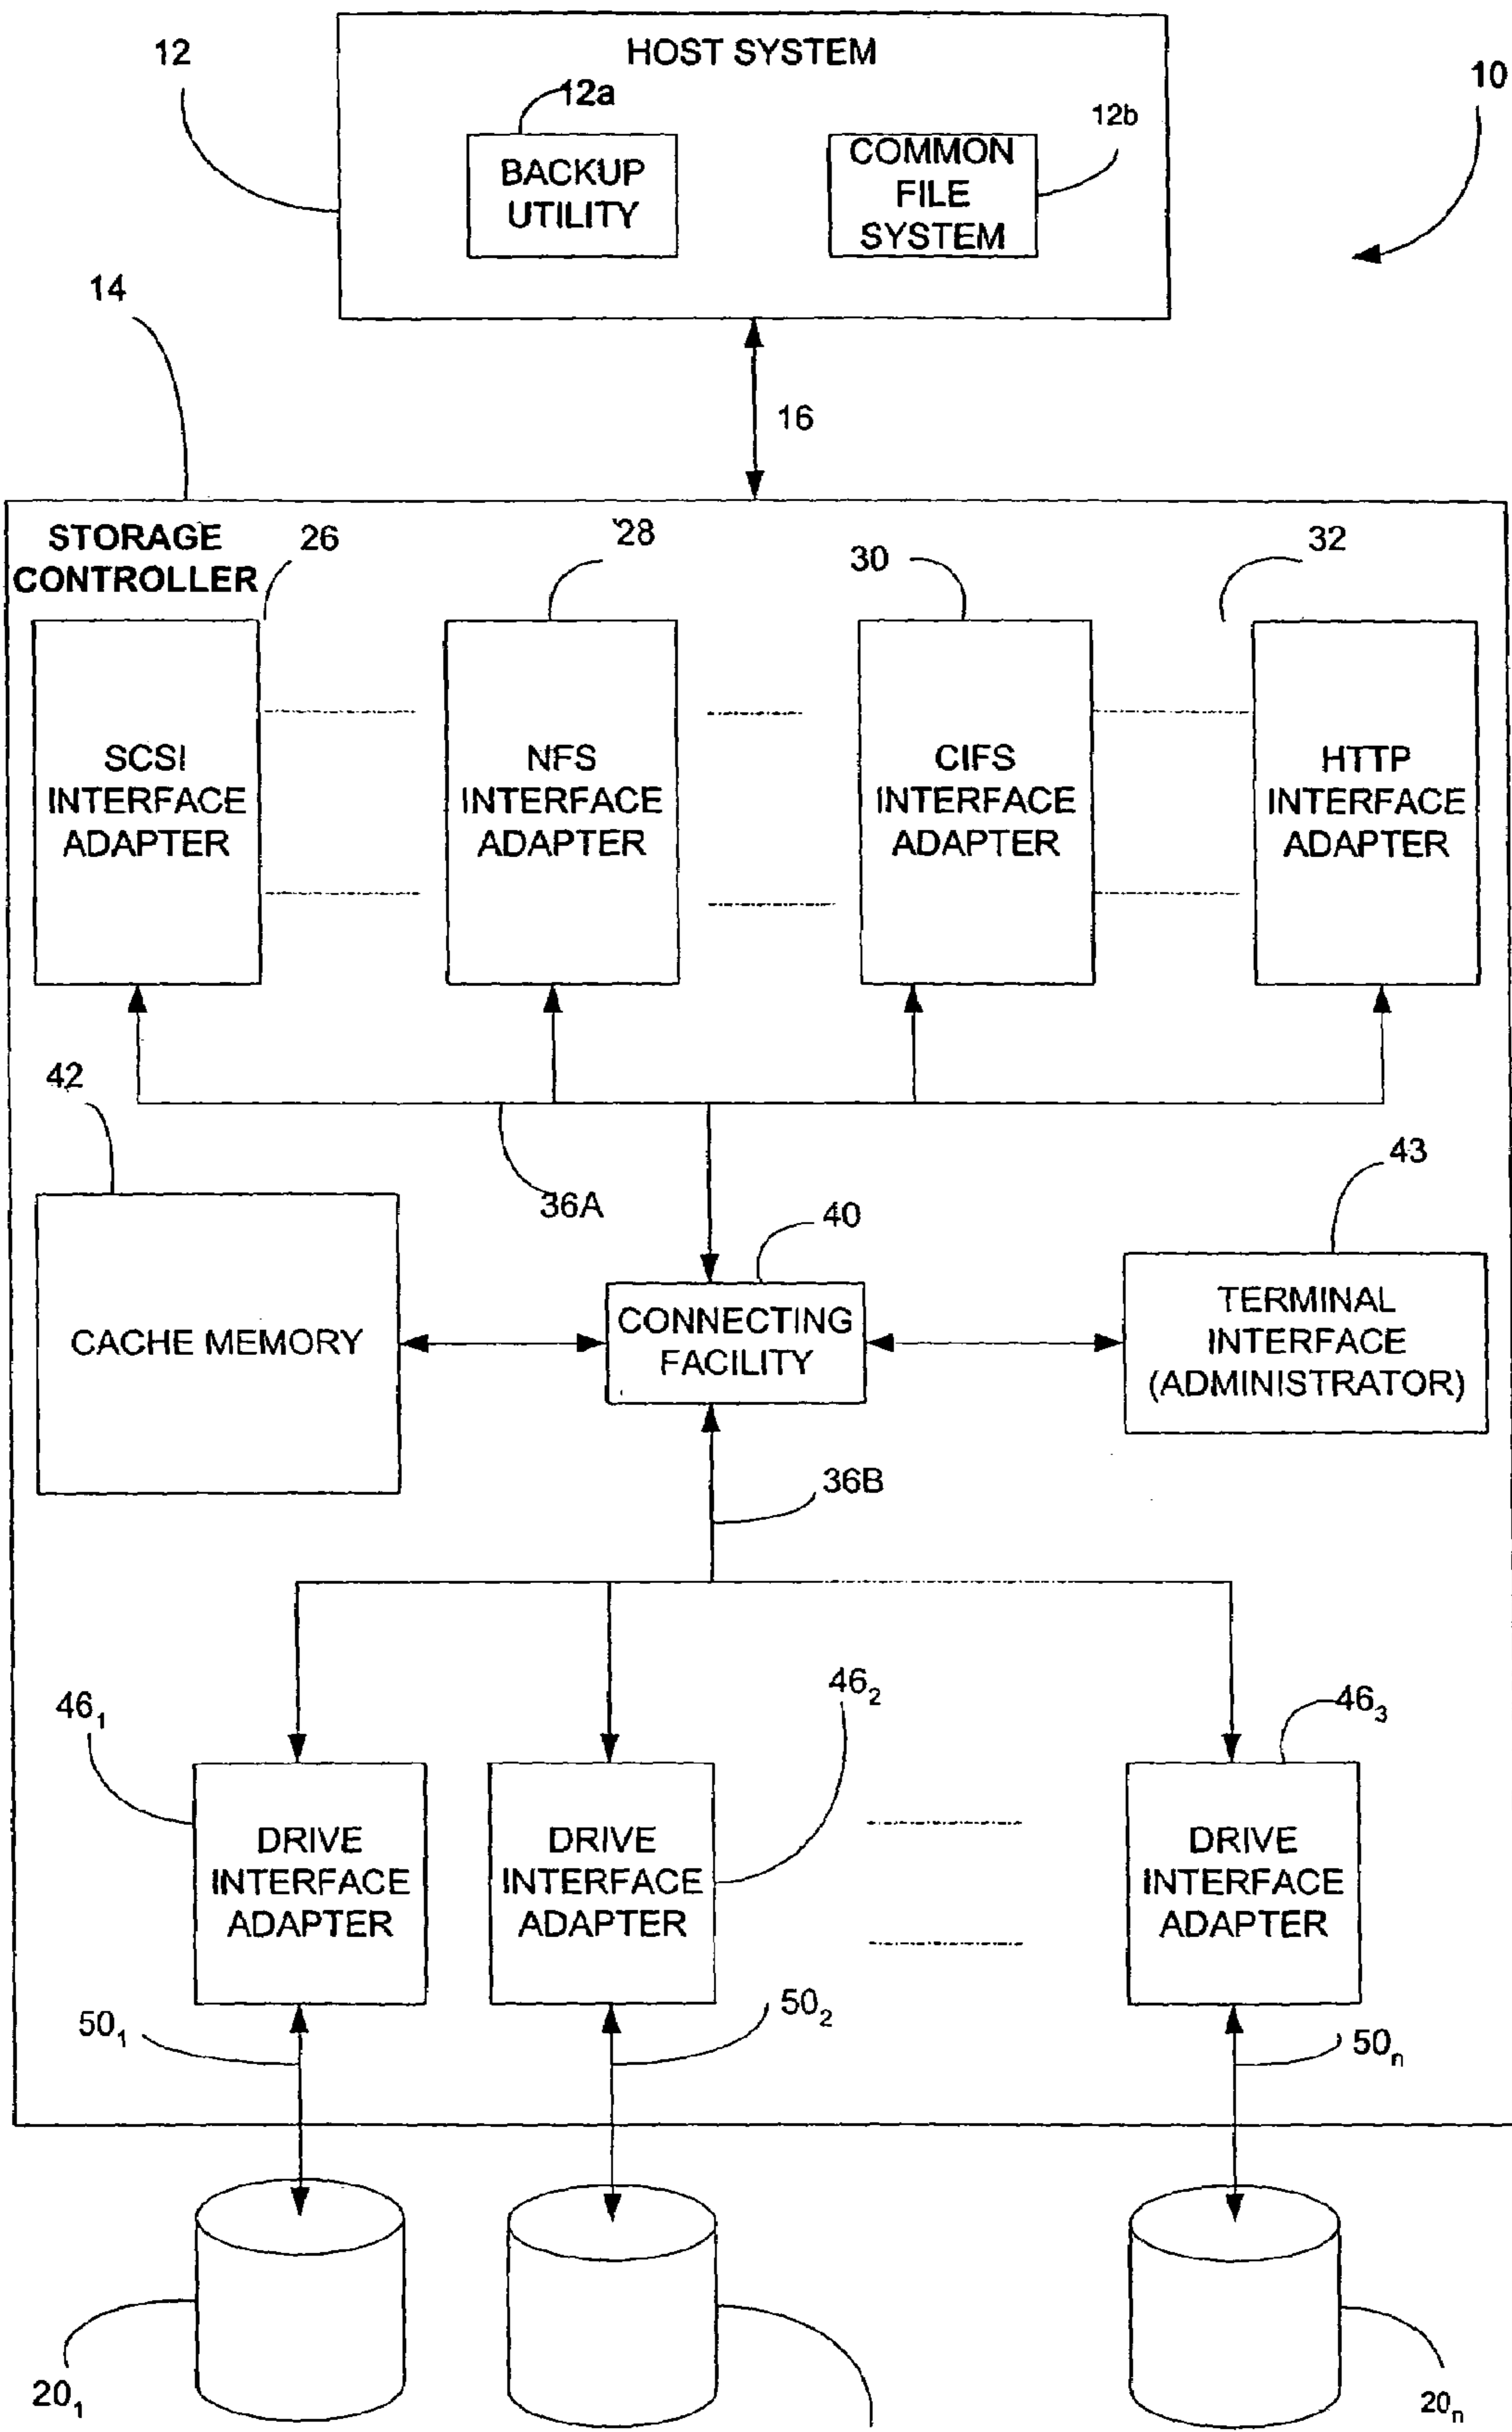 12
HOST SYSTEM
10
12a
12b
BACKUP
UTILITY
COMMON
FILE
SYSTEM
14
16
STORAGE
CONTROLLER
26
28
30
32
SCSI
INTERFACE
ADAPTER
NFS
INTERFACE
ADAPTER
CIFS
INTERFACE
ADAPTER
HTTP
INTERFACE
ADAPTER
42
36A
40
43
CACHE MEMORY
CONNECTING
FACILITY
TERMINAL
INTERFACE
(ADMINISTRATOR)
36B
46₁
46₂
46₃
DRIVE
INTERFACE
ADAPTER
DRIVE
INTERFACE
ADAPTER
DRIVE
INTERFACE
ADAPTER
50₁
50₂
50ₙ
20₁
20ₙ